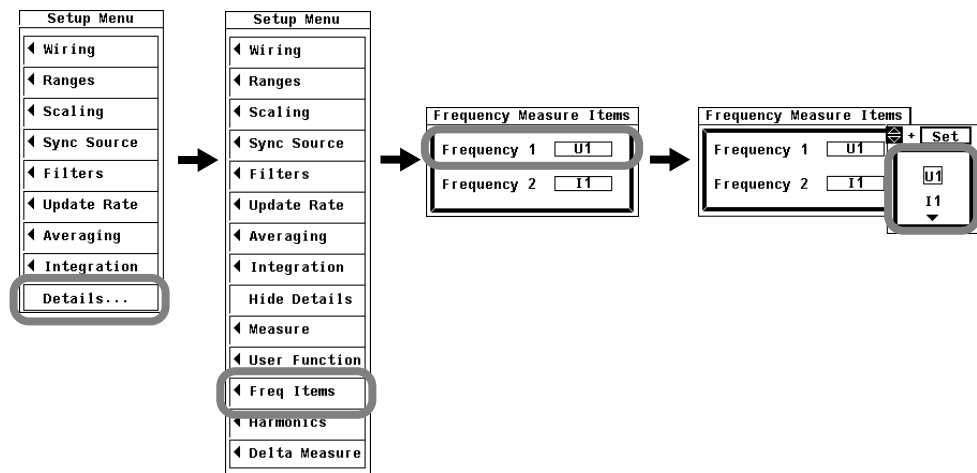 Setup Menu
Wiring
Ranges
Scaling
Sync Source
Filters
Update Rate
Averaging
Integration
Details...
Setup Menu
Wiring
Ranges
Scaling
Sync Source
Filters
Update Rate
Averaging
Integration
Hide Details
Measure
User Function
Freq Items
Harmonics
Delta Measure
Frequency Measure Items
Frequency 1 U1
Frequency 2 I1
Frequency Measure Items
+ Set
Frequency 1 U1
Frequency 2 I1
U1
I1